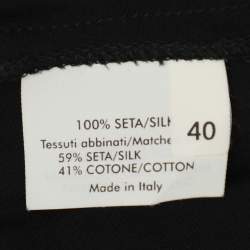 100% SETA/SILK
40
Tessuti abbinati/Matche
59% SETA/SILK
41% COTONE/COTTON
Made in Italy